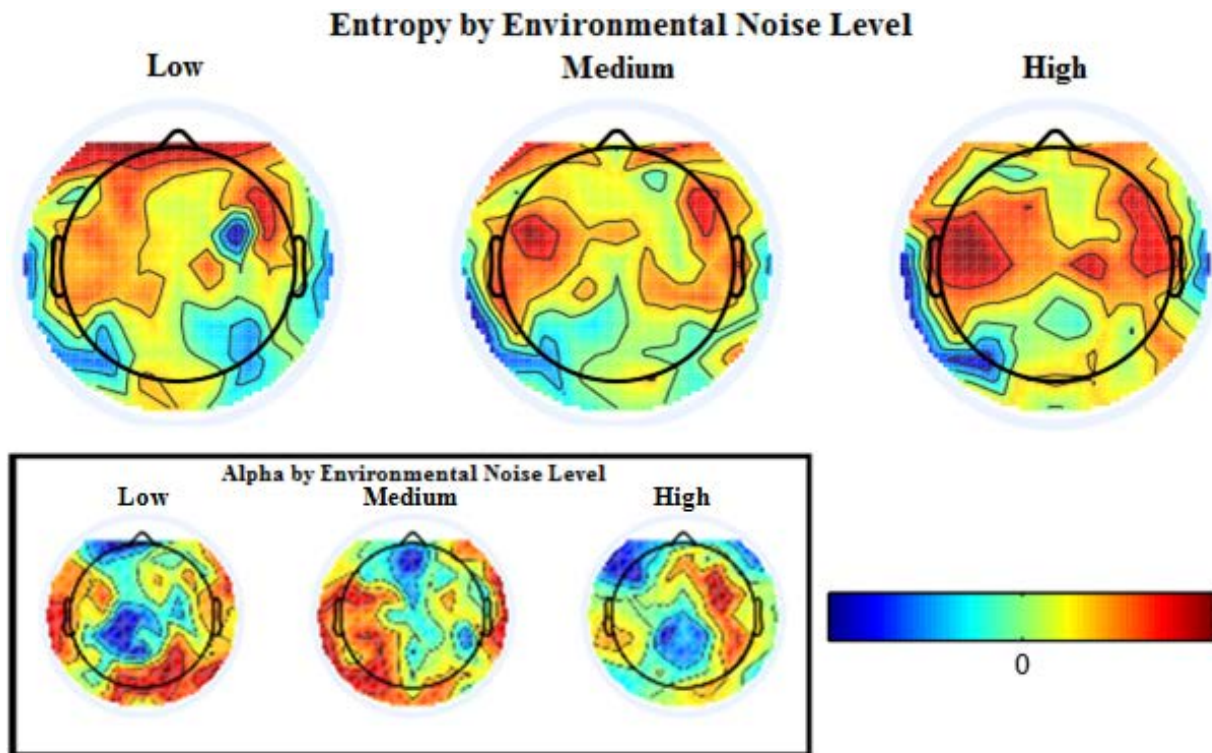 Entropy by Environmental Noise Level
Low Medium High
Alpha by Environmental Noise Level
Low Medium High
0